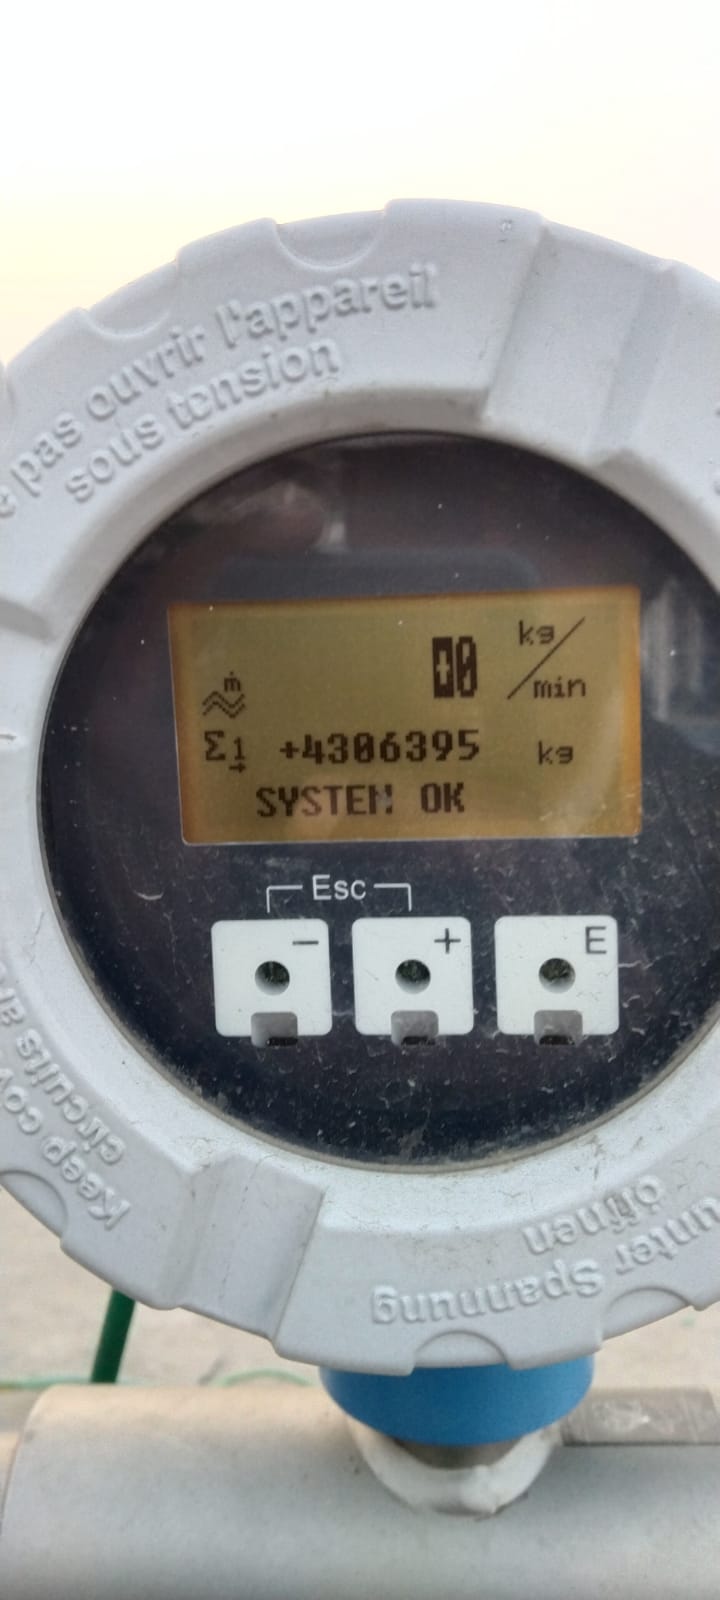 e pas ouvrir l'appareil
sous tension
+0 kg/min
ṁ
Σ1 +4306395 kg
SYSTEM OK
Esc
- + E
Keep cov
circuits ar
unter Spannung
öffnen